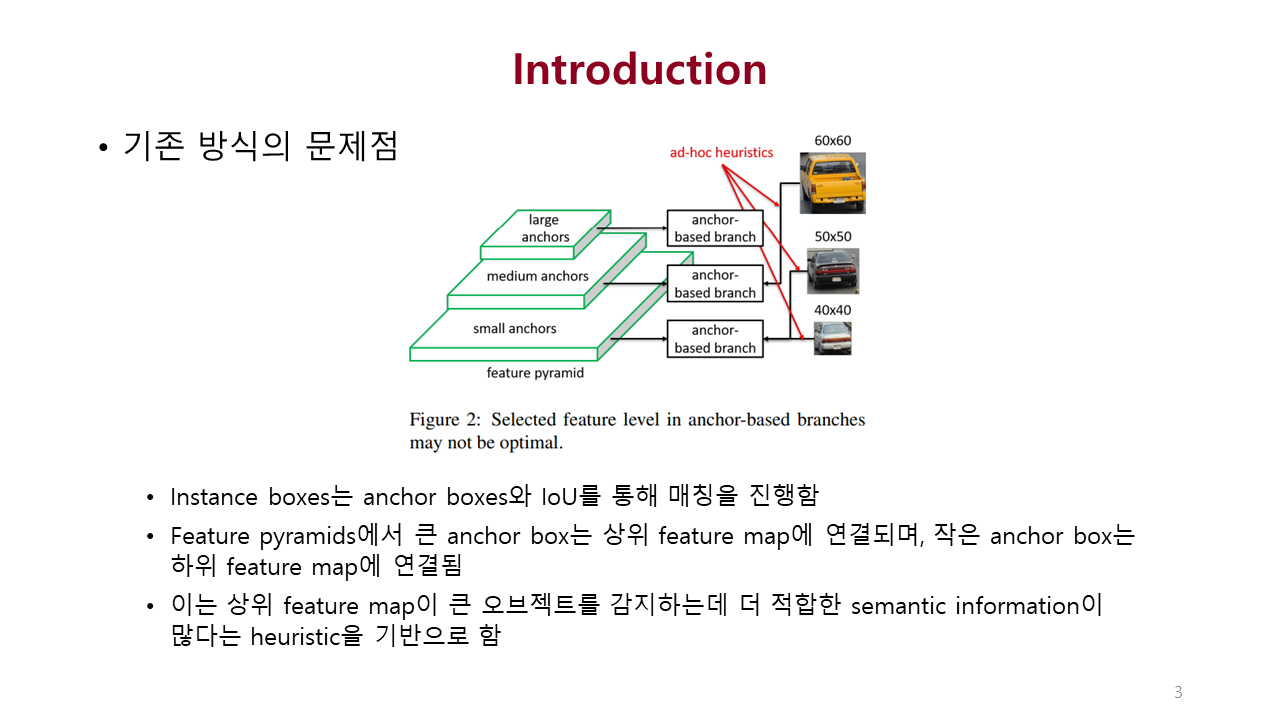 Introduction
• 기존 방식의 문제점
60x60
ad-hoc heuristics
large
anchors
anchor-
based branch
50x50
medium anchors
anchor-
based branch
40x40
small anchors
anchor-
based branch
feature pyramid
Figure 2: Selected feature level in anchor-based branches
may not be optimal.
• Instance boxes는 anchor boxes와 IoU를 통해 매칭을 진행함
• Feature pyramids에서 큰 anchor box는 상위 feature map에 연결되며, 작은 anchor box는
하위 feature map에 연결됨
• 이는 상위 feature map이 큰 오브젝트를 감지하는데 더 적합한 semantic information이
많다는 heuristic을 기반으로 함
3